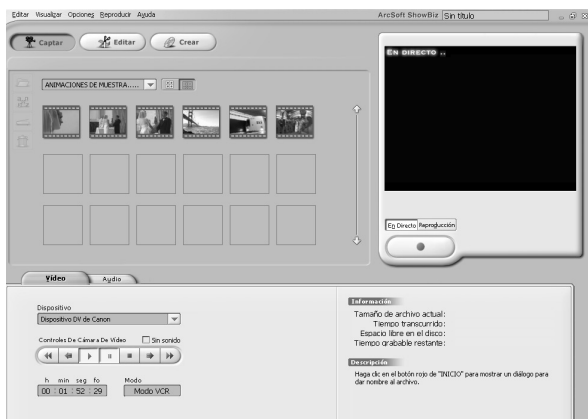 Editar Visualizar Opciones Reproducir Ayuda
ArcSoft ShowBiz Sin título
Captar Editar Crear
ANIMACIONES DE MUESTRA.....
EN DIRECTO ..
En Directo Reproducción
Vídeo Audio
Dispositivo
Dispositivo DV de Canon
Controles De Cámara De Vídeo Sin sonido
h min seg fo Modo
00 : 01 : 52 : 29 Modo VCR
Información
Tamaño de archivo actual:
Tiempo transcurrido:
Espacio libre en el disco:
Tiempo grabable restante:
Descripción
Haga clic en el botón rojo de "INICIO" para mostrar un diálogo para
dar nombre al archivo.